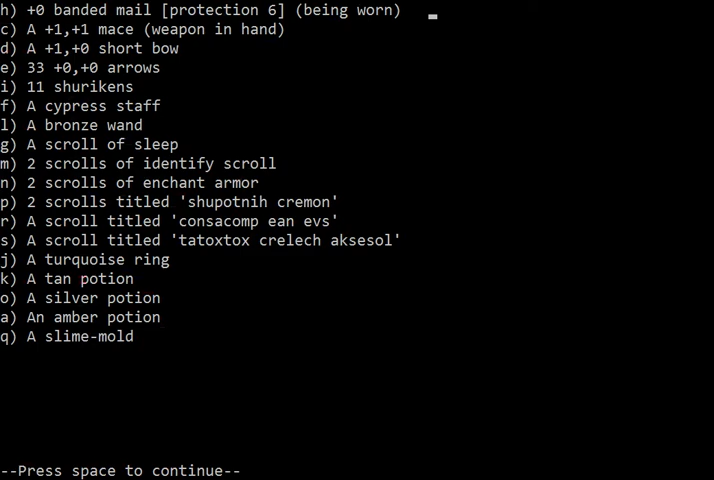 h) +0 banded mail [protection 6] (being worn)
c) A +1,+1 mace (weapon in hand)
d) A +1,+0 short bow
e) 33 +0,+0 arrows
i) 11 shurikens
f) A cypress staff
l) A bronze wand
g) A scroll of sleep
m) 2 scrolls of identify scroll
n) 2 scrolls of enchant armor
p) 2 scrolls titled 'shupotnih cremon'
r) A scroll titled 'consacomp ean evs'
s) A scroll titled 'tatoxtox crelech aksesol'
j) A turquoise ring
k) A tan potion
o) A silver potion
a) An amber potion
q) A slime-mold
--Press space to continue--